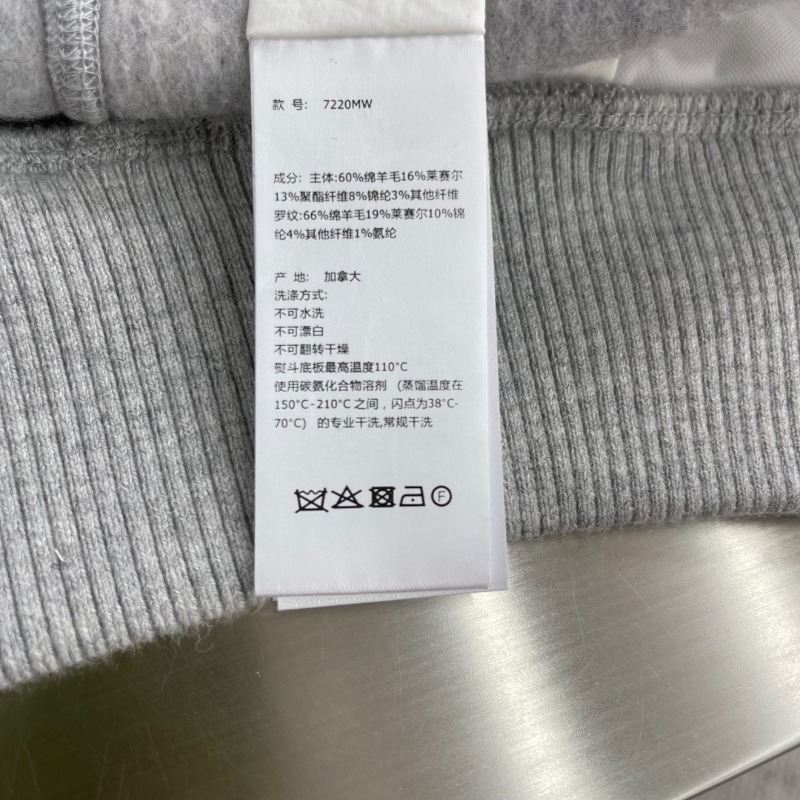 款 号: 7220MW
成分: 主体:60%绵羊毛16%莱赛尔
13%聚酯纤维8%锦纶3%其他纤维
罗纹:66%绵羊毛19%莱赛尔10%锦
纶4%其他纤维1%氨纶
产 地: 加拿大
洗涤方式:
不可水洗
不可漂白
不可翻转干燥
熨斗底板最高温度110°C
使用碳氨化合物溶剂 (蒸馏温度在
150°C-210°C之间，闪点为38°C-
70°C) 的专业干洗,常规干洗
F